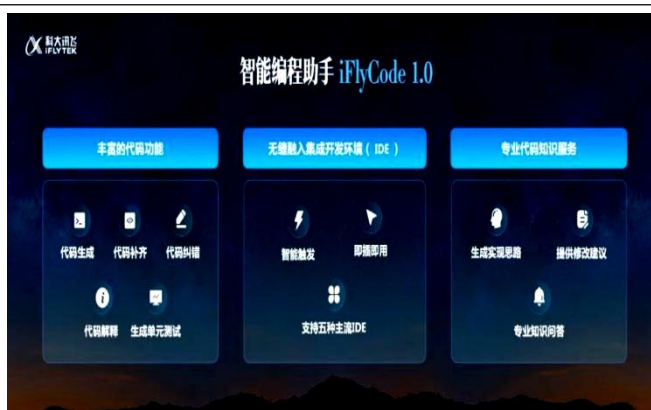 科大讯飞
iFLYTEK
智能编程助手 iFlyCode 1.0
丰富的代码功能
代码生成 代码补齐 代码纠错
代码解释 生成单元测试
无缝融入集成开发环境( IDE )
智能触发 即插即用
支持五种主流IDE
专业代码知识服务
生成实现思路 提供修改建议
专业知识问答